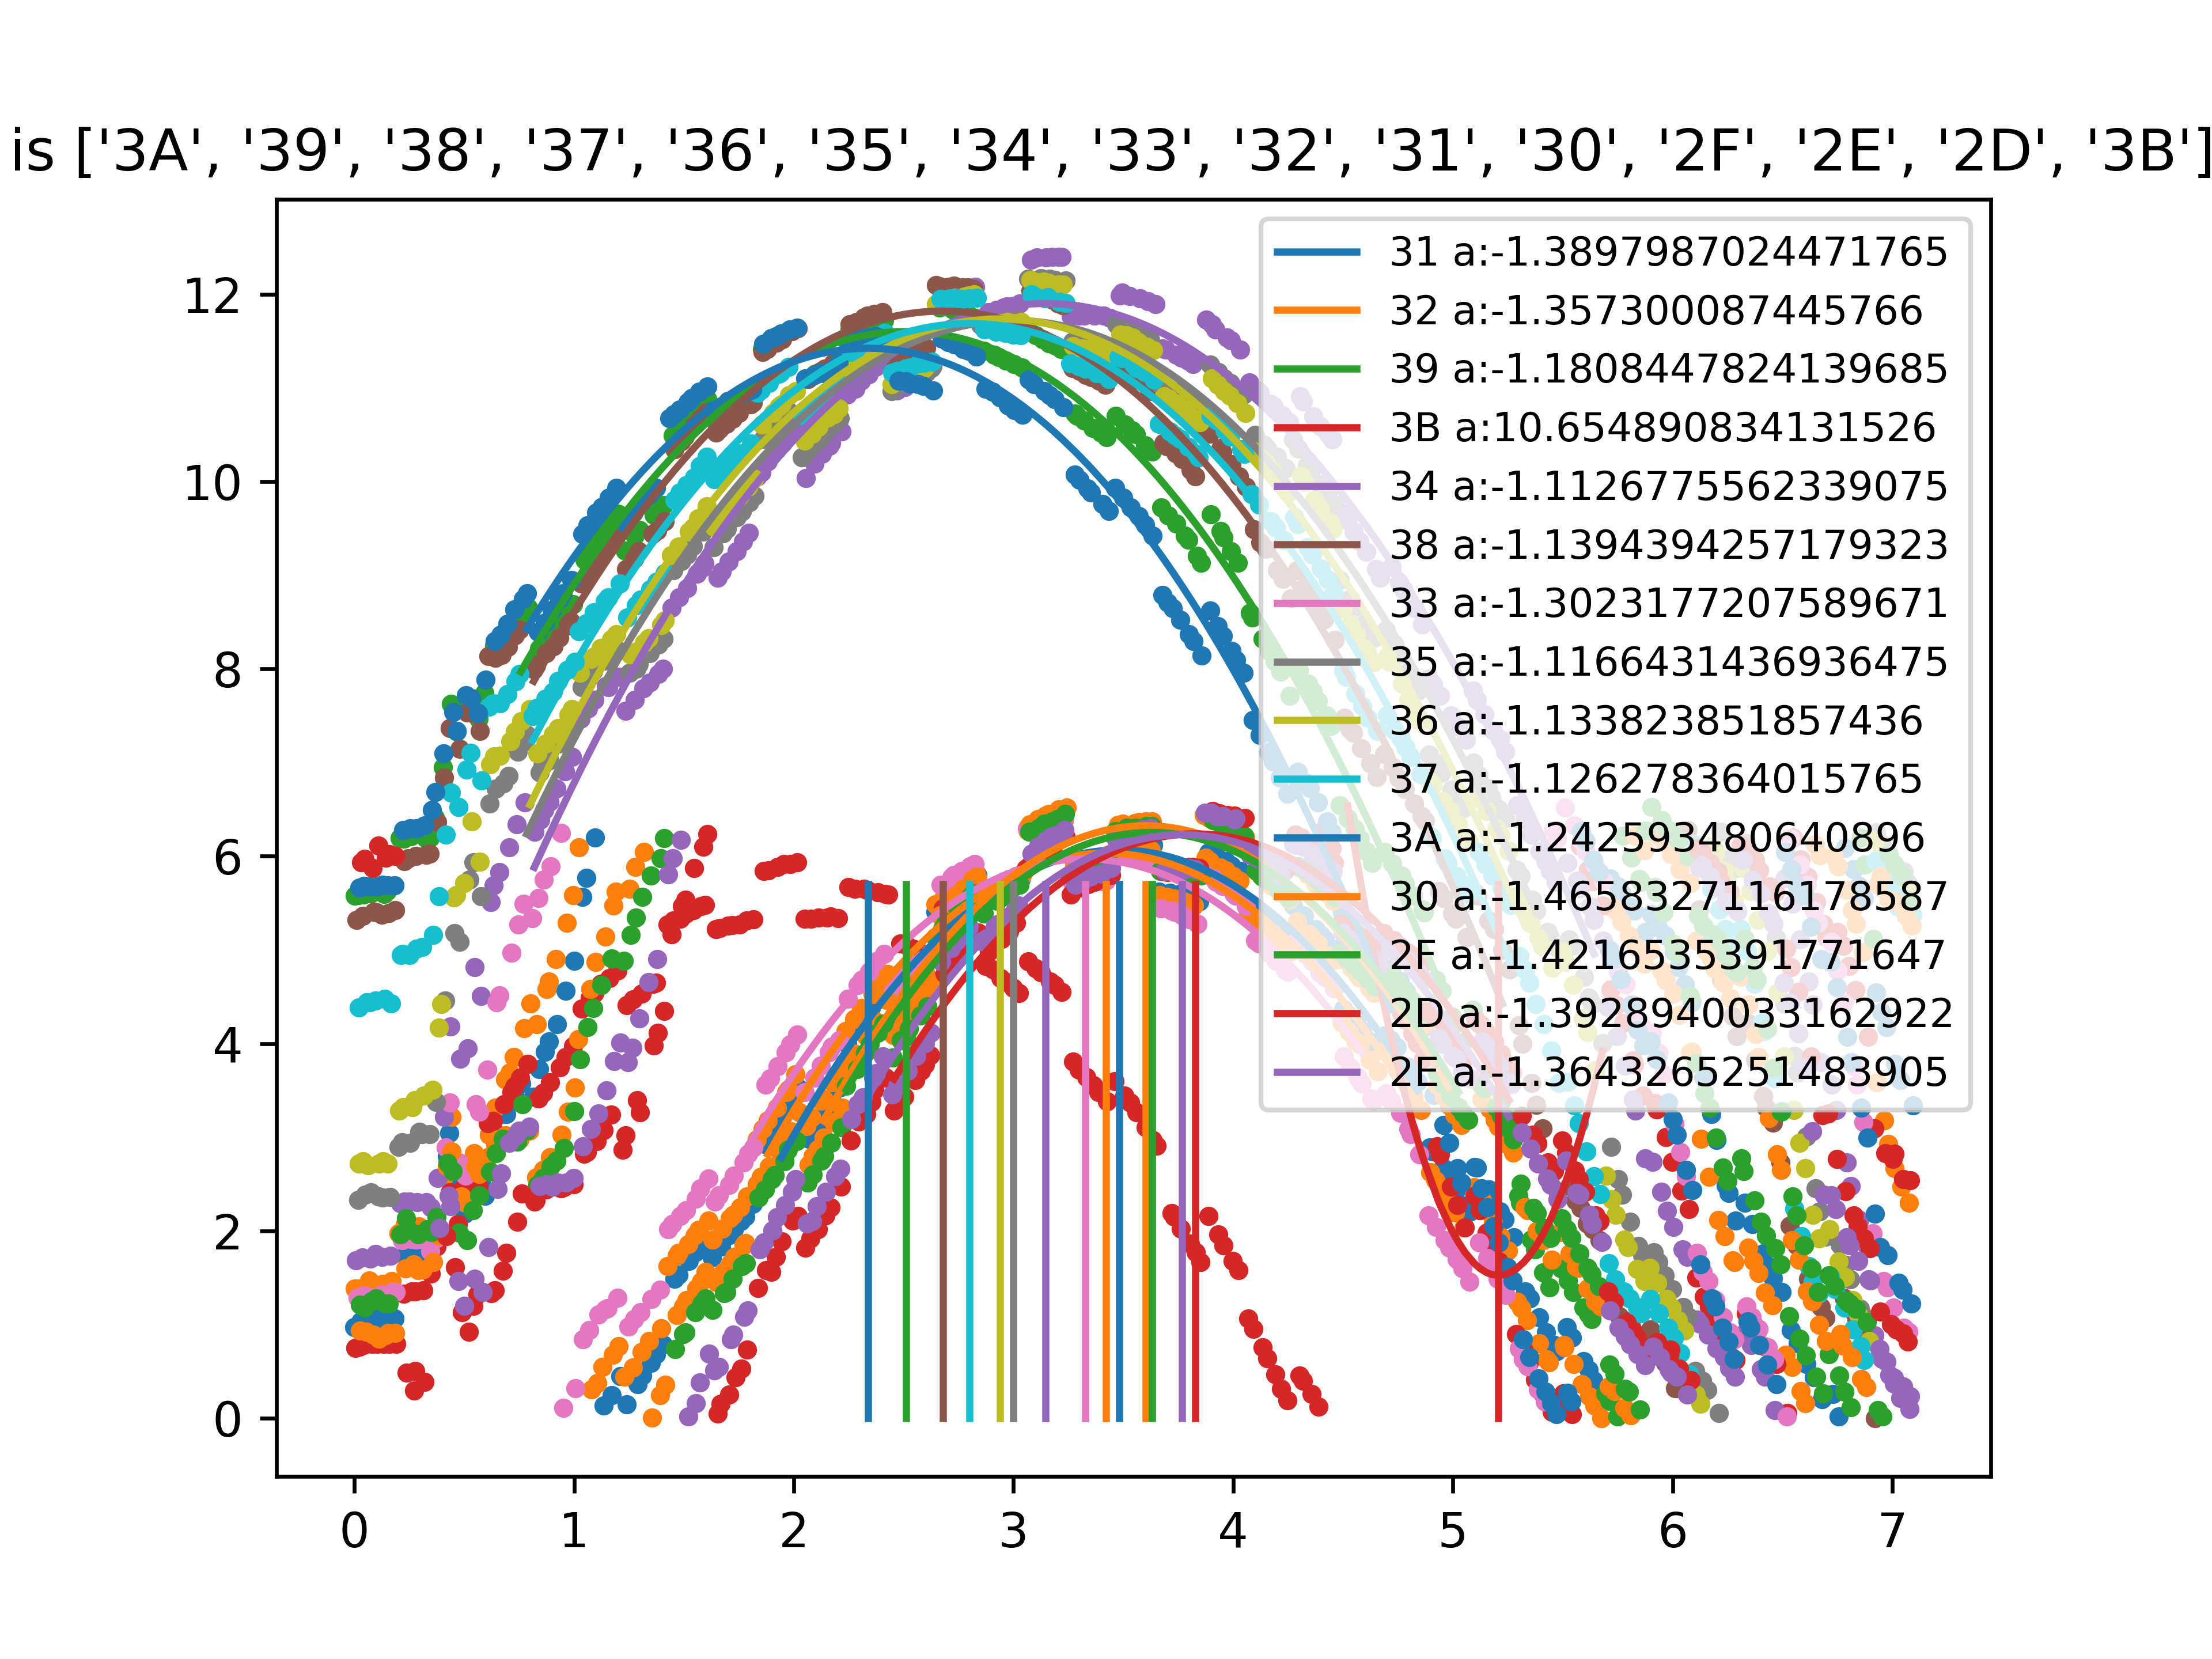 is ['3A', '39', '38', '37', '36', '35', '34', '33', '32', '31', '30', '2F', '2E', '2D', '3B']
31 a:-1.3897987024471765
32 a:-1.357300087445766
39 a:-1.1808447824139685
3B a:10.654890834131526
34 a:-1.1126775562339075
38 a:-1.1394394257179323
33 a:-1.3023177207589671
35 a:-1.1166431436936475
36 a:-1.133823851857436
37 a:-1.126278364015765
3A a:-1.242593480640896
30 a:-1.4658327116178587
2F a:-1.4216535391771647
2D a:-1.3928940033162922
2E a:-1.3643265251483905
12
10
8
6
4
2
0
0 1 2 3 4 5 6 7